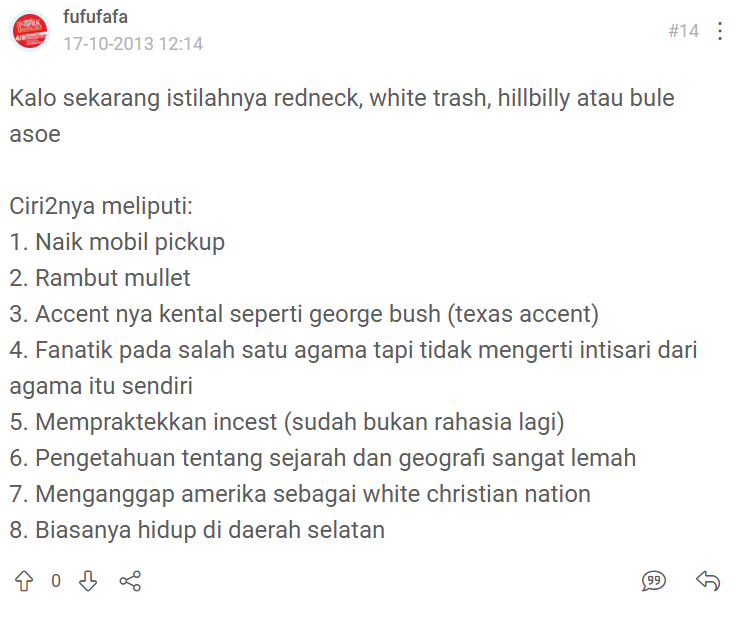 fufufafa
17-10-2013 12:14
#14
Kalo sekarang istilahnya redneck, white trash, hillbilly atau bule
asoe
Ciri2nya meliputi:
1. Naik mobil pickup
2. Rambut mullet
3. Accent nya kental seperti george bush (texas accent)
4. Fanatik pada salah satu agama tapi tidak mengerti intisari dari
agama itu sendiri
5. Mempraktekkan incest (sudah bukan rahasia lagi)
6. Pengetahuan tentang sejarah dan geografi sangat lemah
7. Menganggap amerika sebagai white christian nation
8. Biasanya hidup di daerah selatan
0